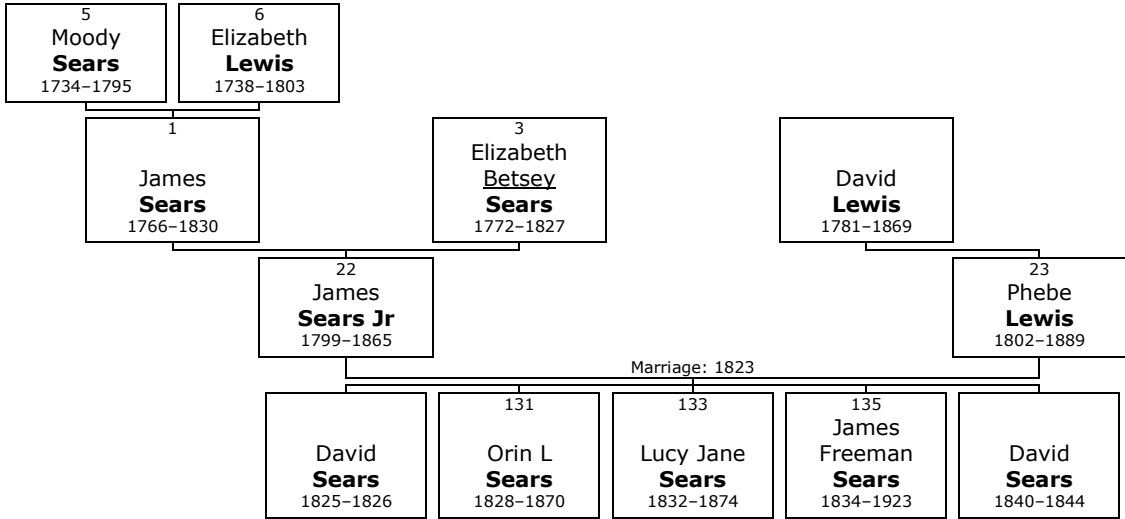 5
Moody
Sears
1734–1795
6
Elizabeth
Lewis
1738–1803
1
James
Sears
1766–1830
3
Elizabeth
Betsey
Sears
1772–1827
David
Lewis
1781–1869
22
James
Sears Jr
1799–1865
23
Phebe
Lewis
1802–1889
Marriage: 1823
David
Sears
1825–1826
131
Orin L
Sears
1828–1870
133
Lucy Jane
Sears
1832–1874
135
James
Freeman
Sears
1834–1923
David
Sears
1840–1844